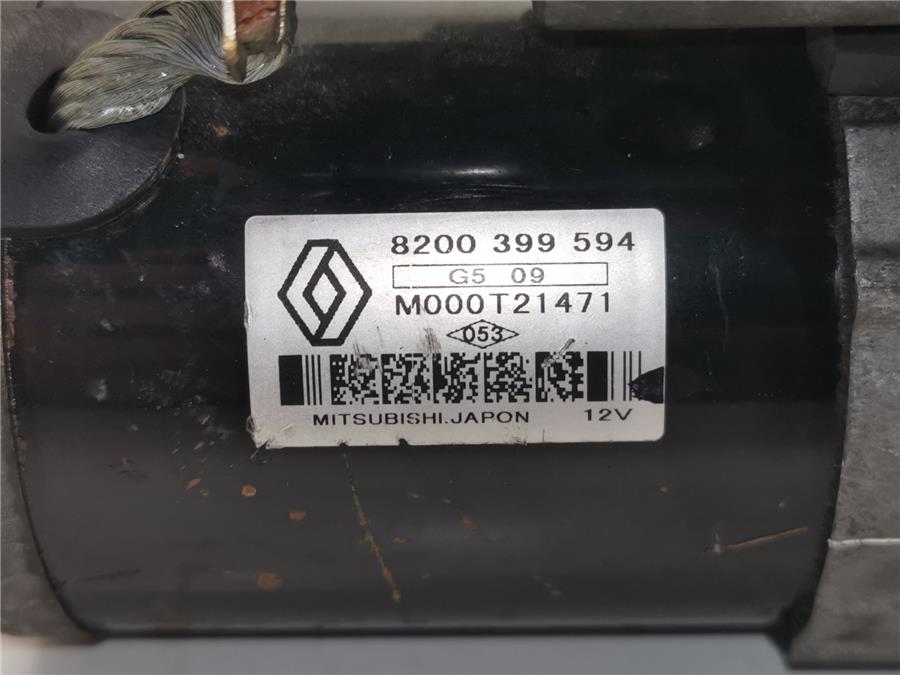 8200 399 594
G5 09
M000T21471
053
MITSUBISHI.JAPON 12V